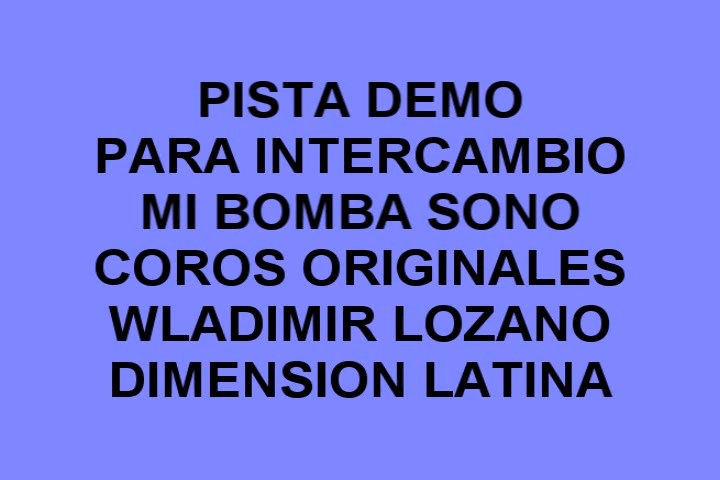 PISTA DEMO
PARA INTERCAMBIO
MI BOMBA SONO
COROS ORIGINALES
WLADIMIR LOZANO
DIMENSION LATINA